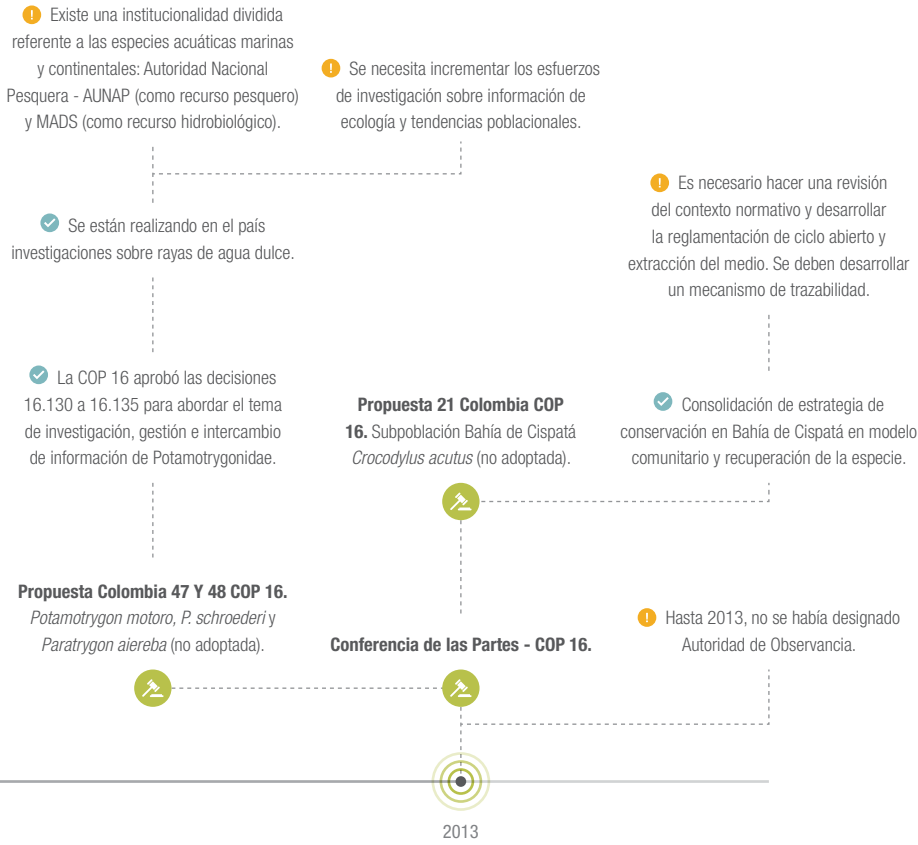 Existe una institucionalidad dividida
referente a las especies acuáticas marinas
y continentales: Autoridad Nacional
Pesquera - AUNAP (como recurso pesquero)
y MADS (como recurso hidrobiológico).
Se necesita incrementar los esfuerzos
de investigación sobre información de
ecología y tendencias poblacionales.
Se están realizando en el país
investigaciones sobre rayas de agua dulce.
Es necesario hacer una revisión
del contexto normativo y desarrollar
la reglamentación de ciclo abierto y
extracción del medio. Se deben desarrollar
un mecanismo de trazabilidad.
La COP 16 aprobó las decisiones
16.130 a 16.135 para abordar el tema
de investigación, gestión e intercambio
de información de Potamotrygonidae.
Propuesta 21 Colombia COP
16. Subpoblación Bahía de Cispatá
Crocodylus acutus (no adoptada).
Consolidación de estrategia de
conservación en Bahía de Cispatá en modelo
comunitario y recuperación de la especie.
Propuesta Colombia 47 Y 48 COP 16.
Potamotrygon motoro, P. schroederi y
Paratrygon aiereba (no adoptada).
Conferencia de las Partes - COP 16.
Hasta 2013, no se había designado
Autoridad de Observancia.
2013